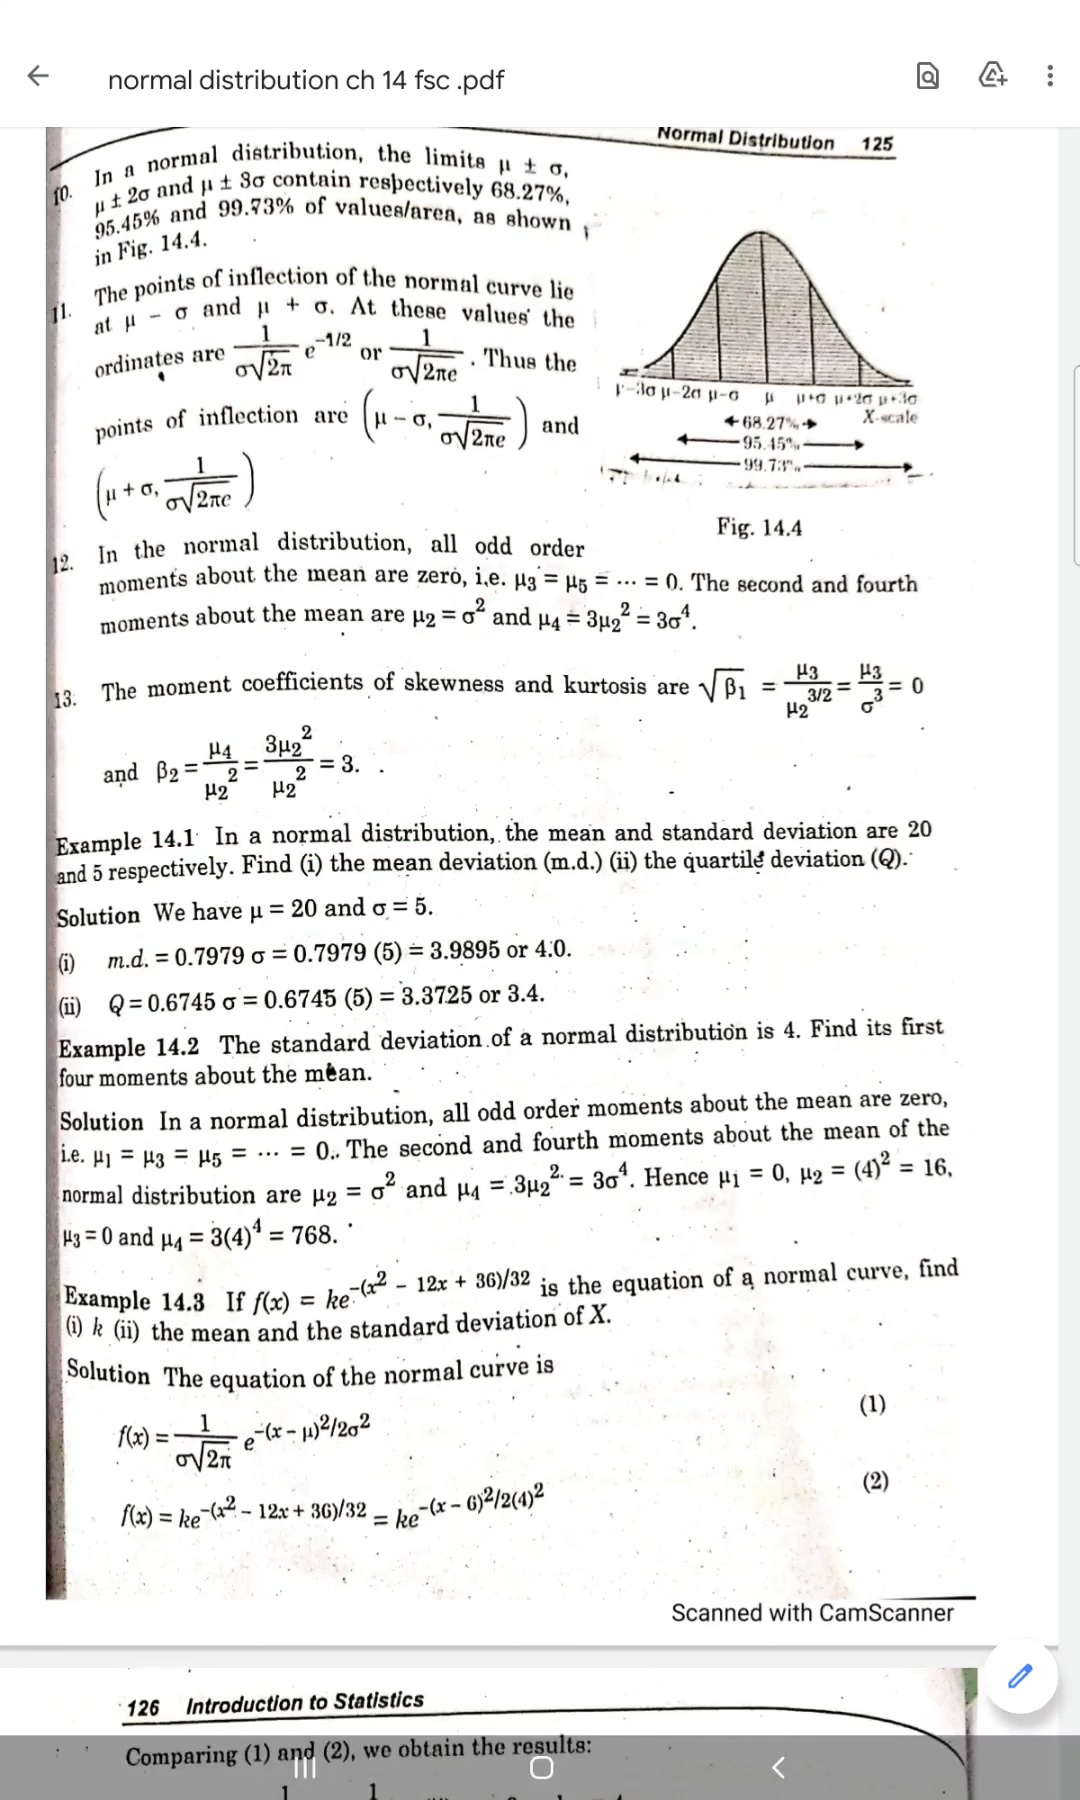 normal distribution ch 14 fsc .pdf
Normal Distribution 125
10. In a normal distribution, the limits μ ± σ,
μ ± 2σ and μ ± 3σ contain respectively 68.27%,
95.45% and 99.73% of values/area, as shown
in Fig. 14.4.
11. The points of inflection of the normal curve lie
at μ − σ and μ + σ. At these values the
ordinates are 1/(σ√2π) e^(−1/2) or 1/(σ√2πe). Thus the
points of inflection are (μ − σ, 1/(σ√2πe)) and
(μ + σ, 1/(σ√2πe))
μ−3σ μ−2σ μ−σ μ μ+σ μ+2σ μ+3σ
X-scale
68.27%
95.45%
99.73%
Fig. 14.4
12. In the normal distribution, all odd order
moments about the mean are zero, i.e. μ3 = μ5 = ... = 0. The second and fourth
moments about the mean are μ2 = σ² and μ4 = 3μ2² = 3σ⁴.
13. The moment coefficients of skewness and kurtosis are √β1 = μ3/μ2^(3/2) = μ3/σ³ = 0
and β2 = μ4/μ2² = 3μ2²/μ2² = 3.
Example 14.1 In a normal distribution, the mean and standard deviation are 20
and 5 respectively. Find (i) the mean deviation (m.d.) (ii) the quartile deviation (Q).
Solution We have μ = 20 and σ = 5.
(i) m.d. = 0.7979 σ = 0.7979 (5) = 3.9895 or 4.0.
(ii) Q = 0.6745 σ = 0.6745 (5) = 3.3725 or 3.4.
Example 14.2 The standard deviation of a normal distribution is 4. Find its first
four moments about the mean.
Solution In a normal distribution, all odd order moments about the mean are zero,
i.e. μ1 = μ3 = μ5 = ... = 0. The second and fourth moments about the mean of the
normal distribution are μ2 = σ² and μ4 = 3μ2² = 3σ⁴. Hence μ1 = 0, μ2 = (4)² = 16,
μ3 = 0 and μ4 = 3(4)⁴ = 768.
Example 14.3 If f(x) = ke^(−(x² − 12x + 36)/32) is the equation of a normal curve, find
(i) k (ii) the mean and the standard deviation of X.
Solution The equation of the normal curve is
f(x) = 1/(σ√2π) e^(−(x − μ)²/2σ²) (1)
f(x) = ke^(−(x² − 12x + 36)/32) = ke^(−(x − 6)²/2(4)²) (2)
Scanned with CamScanner
126 Introduction to Statistics
Comparing (1) and (2), we obtain the results: